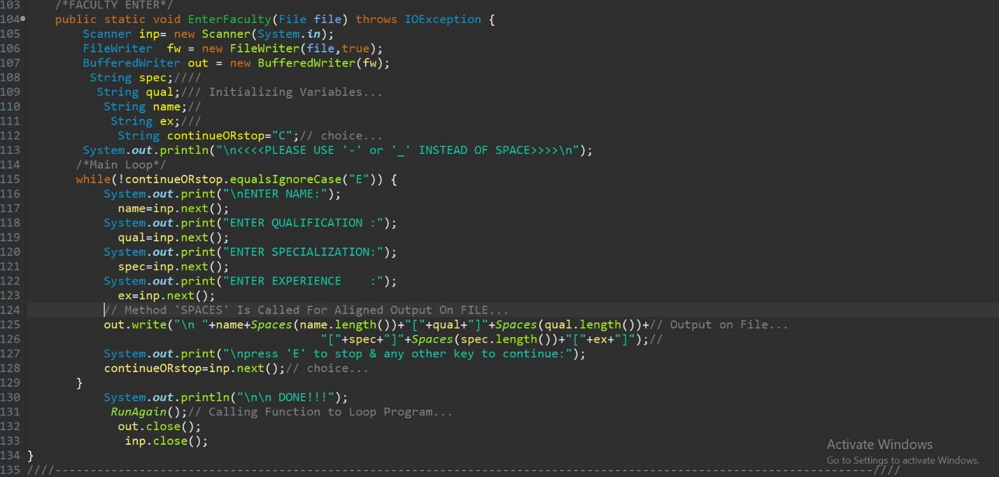 103 /*FACULTY ENTER*/
104 public static void EnterFaculty(File file) throws IOException {
105 Scanner inp= new Scanner(System.in);
106 FileWriter  fw = new FileWriter(file,true);
107 BufferedWriter out = new BufferedWriter(fw);
108 String spec;////
109 String qual;/// Initializing Variables...
110 String name;//
111 String ex;///
112 String continueORstop="C";// choice...
113 System.out.println("\n<<<<PLEASE USE '-' or '_' INSTEAD OF SPACE>>>>\n");
114 /*Main Loop*/
115 while(!continueORstop.equalsIgnoreCase("E")) {
116 System.out.print("\nENTER NAME:");
117 name=inp.next();
118 System.out.print("ENTER QUALIFICATION :");
119 qual=inp.next();
120 System.out.print("ENTER SPECIALIZATION:");
121 spec=inp.next();
122 System.out.print("ENTER EXPERIENCE    :");
123 ex=inp.next();
124 // Method 'SPACES' Is Called For Aligned Output On FILE...
125 out.write("\n "+name+Spaces(name.length())+"["+qual+"]"+Spaces(qual.length())+// Output on File...
126 "["+spec+"]"+Spaces(spec.length())+"["+ex+"]");//
127 System.out.print("\npress 'E' to stop & any other key to continue:");
128 continueORstop=inp.next();// choice...
129 }
130 System.out.println("\n\n DONE!!!");
131 RunAgain();// Calling Function to Loop Program...
132 out.close();
133 inp.close();
134 }
135 ////---------------------------------------------------------------------------------------------------------------------////
Activate Windows
Go to Settings to activate Windows.